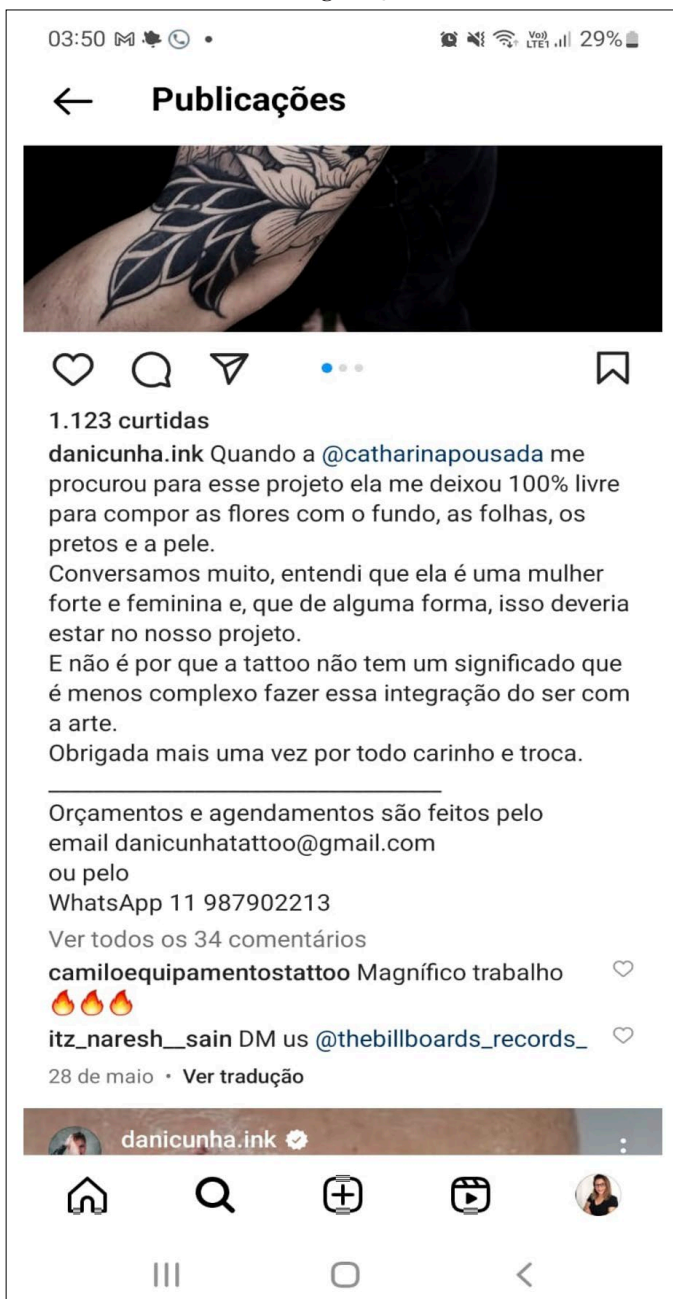 03:50
Vo))
LTE1
29%
Publicações
1.123 curtidas
danicunha.ink Quando a @catharinapousada me
procurou para esse projeto ela me deixou 100% livre
para compor as flores com o fundo, as folhas, os
pretos e a pele.
Conversamos muito, entendi que ela é uma mulher
forte e feminina e, que de alguma forma, isso deveria
estar no nosso projeto.
E não é por que a tattoo não tem um significado que
é menos complexo fazer essa integração do ser com
a arte.
Obrigada mais uma vez por todo carinho e troca.
Orçamentos e agendamentos são feitos pelo
email danicunhatattoo@gmail.com
ou pelo
WhatsApp 11 987902213
Ver todos os 34 comentários
camiloequipamentostattoo Magnífico trabalho
🔥🔥🔥
itz_naresh__sain DM us @thebillboards_records_
28 de maio • Ver tradução
danicunha.ink